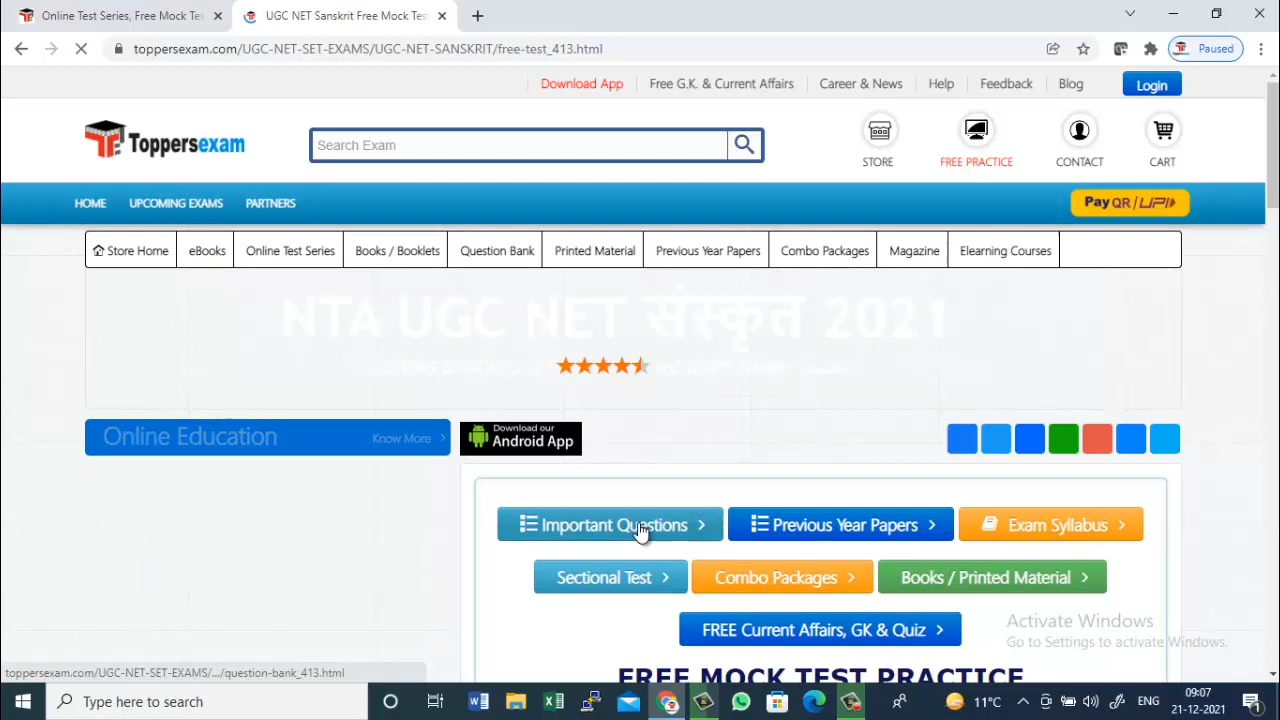 Online Test Series, Free Mock Tes
UGC NET Sanskrit Free Mock Test
toppersexam.com/UGC-NET-SET-EXAMS/UGC-NET-SANSKRIT/free-test_413.html
Paused
Download App
Free G.K. & Current Affairs
Career & News
Help
Feedback
Blog
Login
Toppersexam
Search Exam
STORE
FREE PRACTICE
CONTACT
CART
HOME
UPCOMING EXAMS
PARTNERS
Pay QR / UPI
Store Home
eBooks
Online Test Series
Books / Booklets
Question Bank
Printed Material
Previous Year Papers
Combo Packages
Magazine
Elearning Courses
NTA UGC NET संस्कृत 2021
Online Education
Know More
Download our
Android App
Important Questions
Previous Year Papers
Exam Syllabus
Sectional Test
Combo Packages
Books / Printed Material
FREE Current Affairs, GK & Quiz
Activate Windows
Go to Settings to activate Windows.
FREE MOCK TEST PRACTICE
toppersexam.com/UGC-NET-SET-EXAMS/.../question-bank_413.html
Type here to search
11°C
ENG
09:07
21-12-2021
1